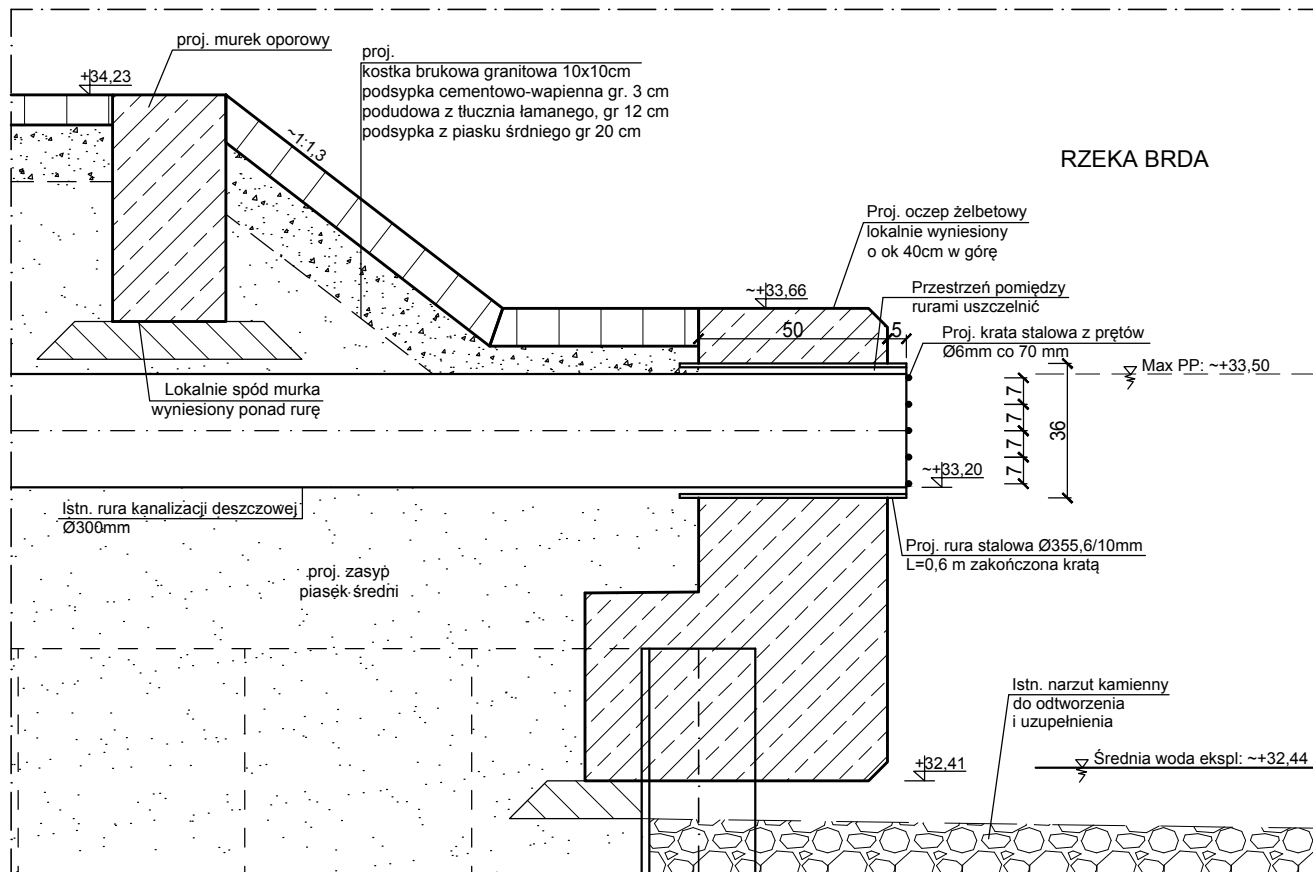 proj. murek oporowy
+34,23
proj.
kostka brukowa granitowa 10x10cm
podsypka cementowo-wapienna gr. 3 cm
podudowa z tłucznia łamanego, gr 12 cm
podsypka z piasku śrdniego gr 20 cm
~1:1,3
RZEKA BRDA
Proj. oczep żelbetowy
lokalnie wyniesiony
o ok 40cm w górę
~+33,66
Przestrzeń pomiędzy
rurami uszczelnić
50
5
Proj. krata stalowa z prętów
Ø6mm co 70 mm
Max PP: ~+33,50
Lokalnie spód murka
wyniesiony ponad rurę
7
7
7
7
36
~+33,20
Istn. rura kanalizacji deszczowej
Ø300mm
Proj. rura stalowa Ø355,6/10mm
L=0,6 m zakończona kratą
proj. zasyp
piasek średni
Istn. narzut kamienny
do odtworzenia
i uzupełnienia
+32,41
Średnia woda ekspl: ~+32,44